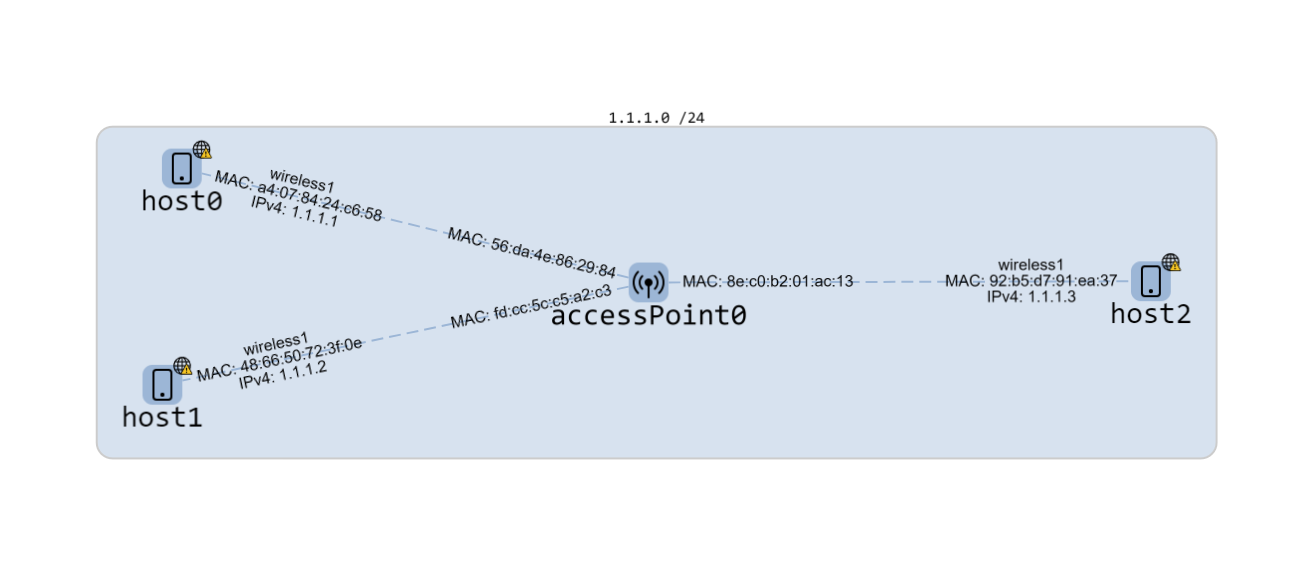 1.1.1.0 /24
wireless1
MAC: a4:07:84:24:c6:58
IPv4: 1.1.1.1
host0
MAC: 56:da:4e:86:29:84
MAC: 8e:c0:b2:01:ac:13
wireless1
MAC: 92:b5:d7:91:ea:37
IPv4: 1.1.1.3
host2
MAC: fd:cc:5c:c5:a2:c3
accessPoint0
wireless1
MAC: 48:66:50:72:3f:0e
IPv4: 1.1.1.2
host1